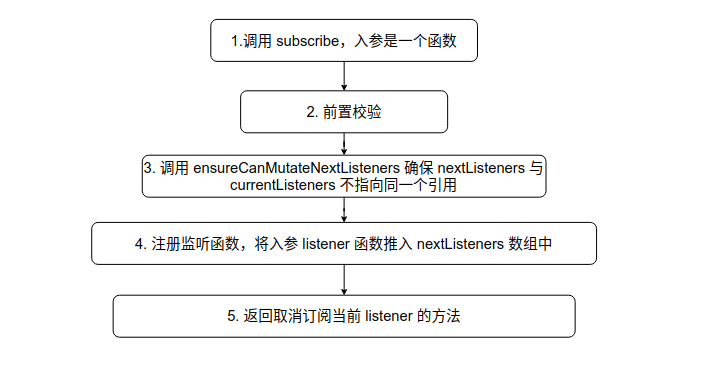 1.调用 subscribe，入参是一个函数
2. 前置校验
3. 调用 ensureCanMutateNextListeners 确保 nextListeners 与
currentListeners 不指向同一个引用
4. 注册监听函数，将入参 listener 函数推入 nextListeners 数组中
5. 返回取消订阅当前 listener 的方法